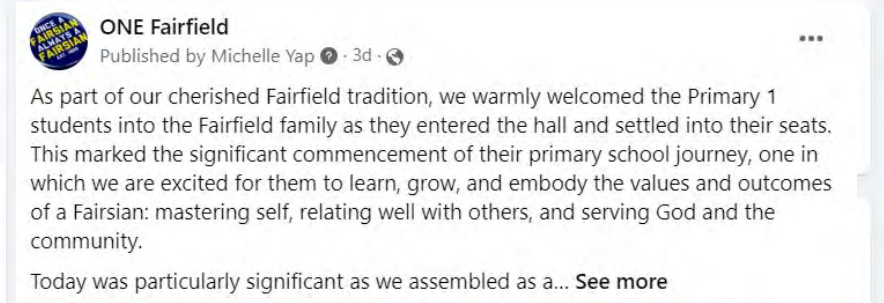 ONCE A
FAIRSIAN
ALWAYS A
FAIRSIAN
ONE Fairfield
Published by Michelle Yap · 3d ·
As part of our cherished Fairfield tradition, we warmly welcomed the Primary 1
students into the Fairfield family as they entered the hall and settled into their seats.
This marked the significant commencement of their primary school journey, one in
which we are excited for them to learn, grow, and embody the values and outcomes
of a Fairsian: mastering self, relating well with others, and serving God and the
community.
Today was particularly significant as we assembled as a... See more